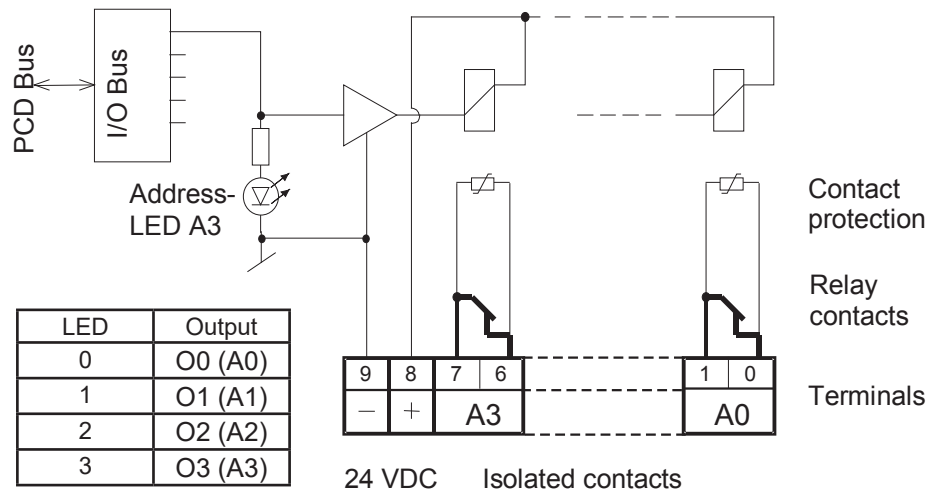 PCD Bus
I/O Bus
Address-
LED A3
Contact
protection
Relay
contacts
LED Output
0 O0 (A0)
1 O1 (A1)
2 O2 (A2)
3 O3 (A3)
9 8 7 6 1 0
– + A3 A0
Terminals
24 VDC Isolated contacts